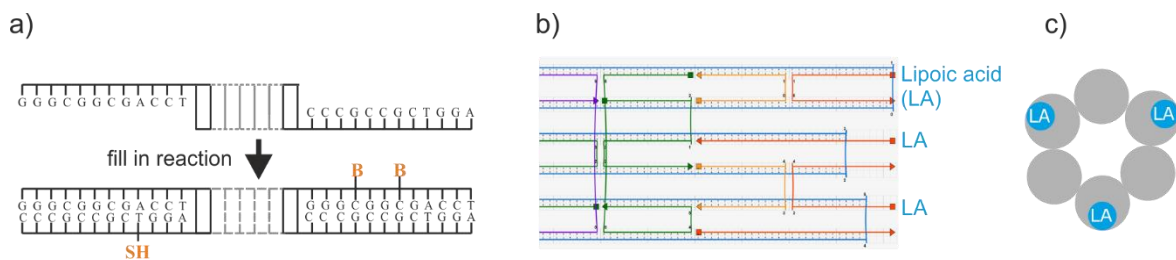 a)
GGGCGGCGACCT
CCCGCCGCTGGA
fill in reaction
B B
GGGCGGCGACCT GGGCGGCGACCT
CCCGCCGCTGGA CCCGCCGCTGGA
SH
b)
Lipoic acid
(LA)
LA
LA
c)
LA LA
LA